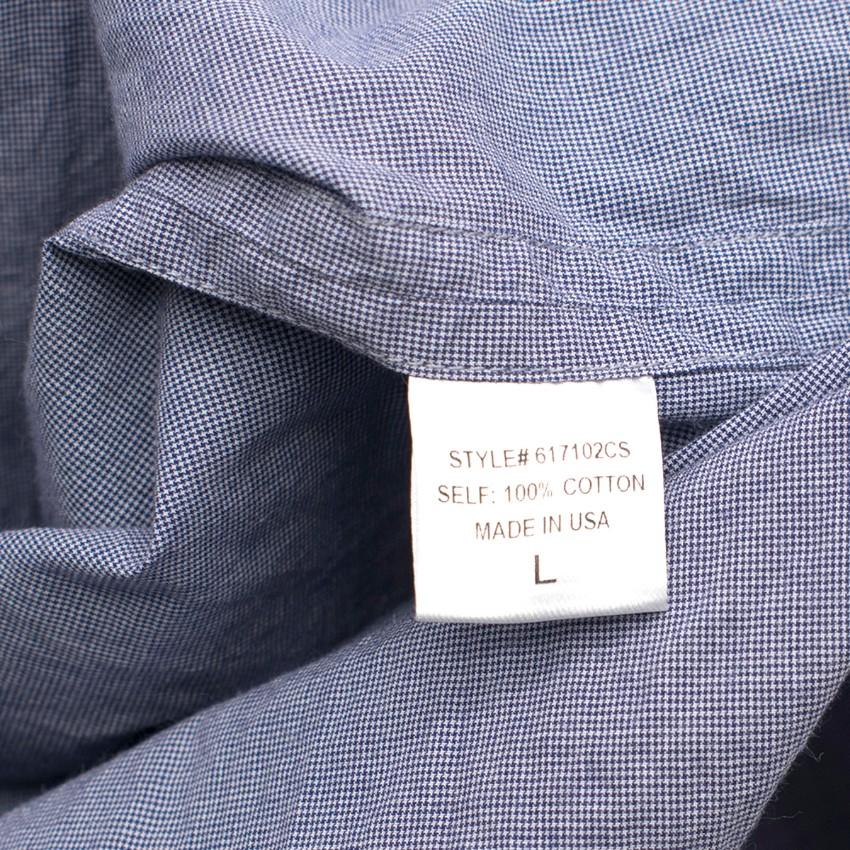 STYLE# 617102CS
SELF: 100% COTTON
MADE IN USA
L